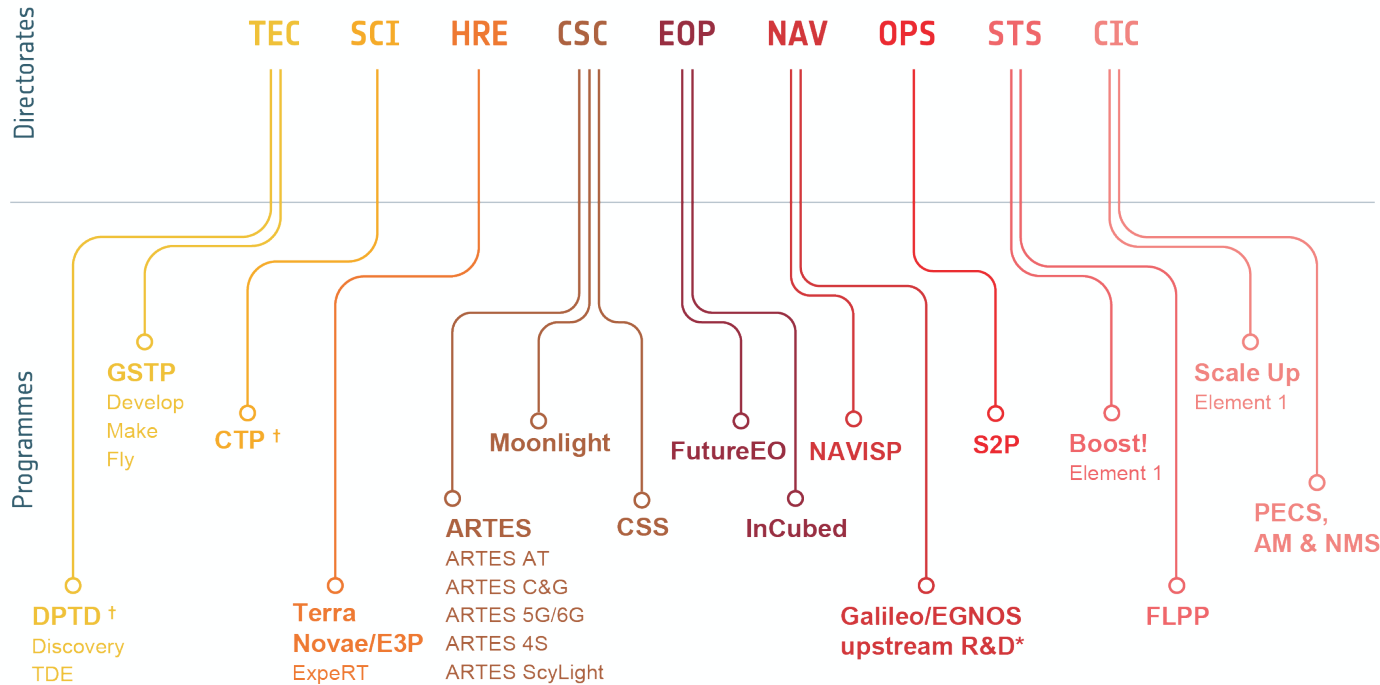 Directorates
TEC
SCI
HRE
CSC
EOP
NAV
OPS
STS
CIC
Programmes
DPTD †
Discovery
TDE
GSTP
Develop
Make
Fly
CTP †
Terra
Novae/E3P
ExpeRT
ARTES
ARTES AT
ARTES C&G
ARTES 5G/6G
ARTES 4S
ARTES ScyLight
Moonlight
CSS
FutureEO
InCubed
NAVISP
Galileo/EGNOS
upstream R&D*
S2P
Boost!
Element 1
FLPP
Scale Up
Element 1
PECS,
AM & NMS